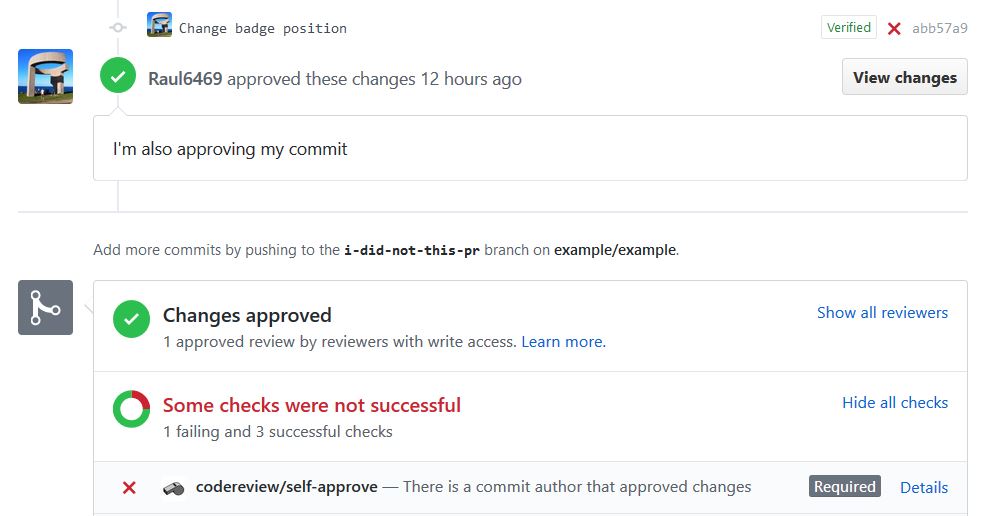 Change badge position Verified abb57a9
Raul6469 approved these changes 12 hours ago View changes
I'm also approving my commit
Add more commits by pushing to the i-did-not-this-pr branch on example/example.
Changes approved Show all reviewers
1 approved review by reviewers with write access. Learn more.
Some checks were not successful Hide all checks
1 failing and 3 successful checks
codereview/self-approve — There is a commit author that approved changes Required Details